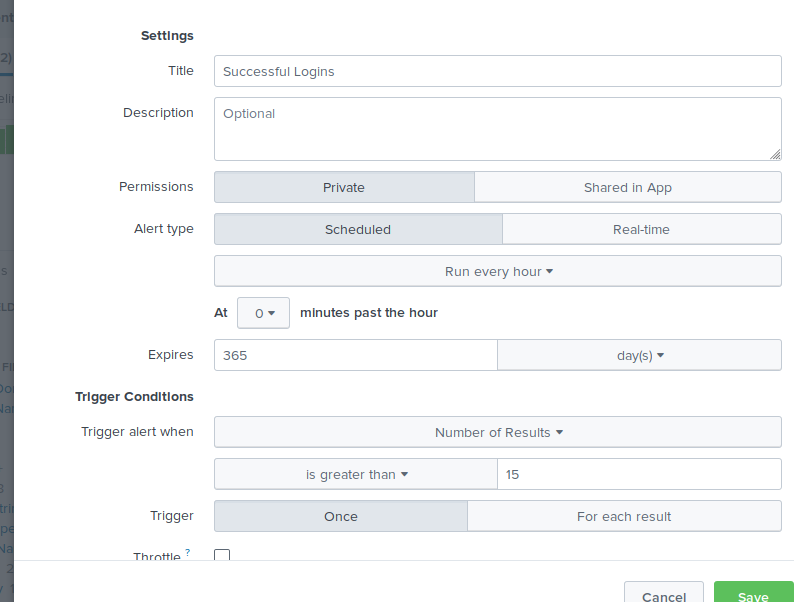 Settings
Title
Successful Logins
Description
Optional
Permissions
Private
Shared in App
Alert type
Scheduled
Real-time
Run every hour
At 0 minutes past the hour
Expires
365
day(s)
Trigger Conditions
Trigger alert when
Number of Results
is greater than
15
Trigger
Once
For each result
Throttle ?
Cancel
Save